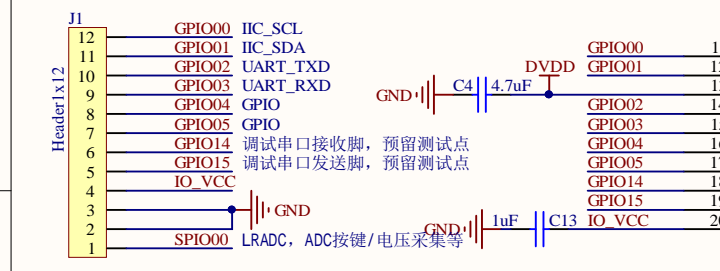 J1
Header1x12
12 GPIO00 IIC_SCL
11 GPIO01 IIC_SDA
10 GPIO02 UART_TXD
9 GPIO03 UART_RXD
8 GPIO04 GPIO
7 GPIO05 GPIO
6 GPIO14 调试串口接收脚，预留测试点
5 GPIO15 调试串口发送脚，预留测试点
4 IO_VCC
3
2
GND
1 SPIO00 LRADC，ADC按键/电压采集等
GND C4 4.7uF DVDD
GPIO00
GPIO01
GPIO02
GPIO03
GPIO04
GPIO05
GPIO14
GPIO15
GND 1uF C13 IO_VCC